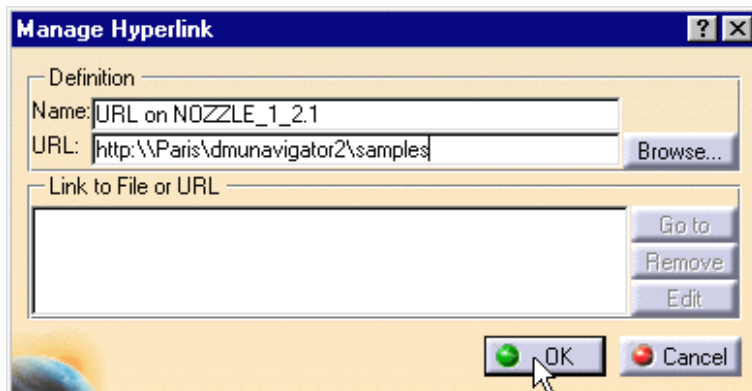 Manage Hyperlink
Definition
Name: URL on NOZZLE_1_2.1
URL: http:\\Paris\dmunavigator2\samples Browse...
Link to File or URL
Go to
Remove
Edit
OK Cancel